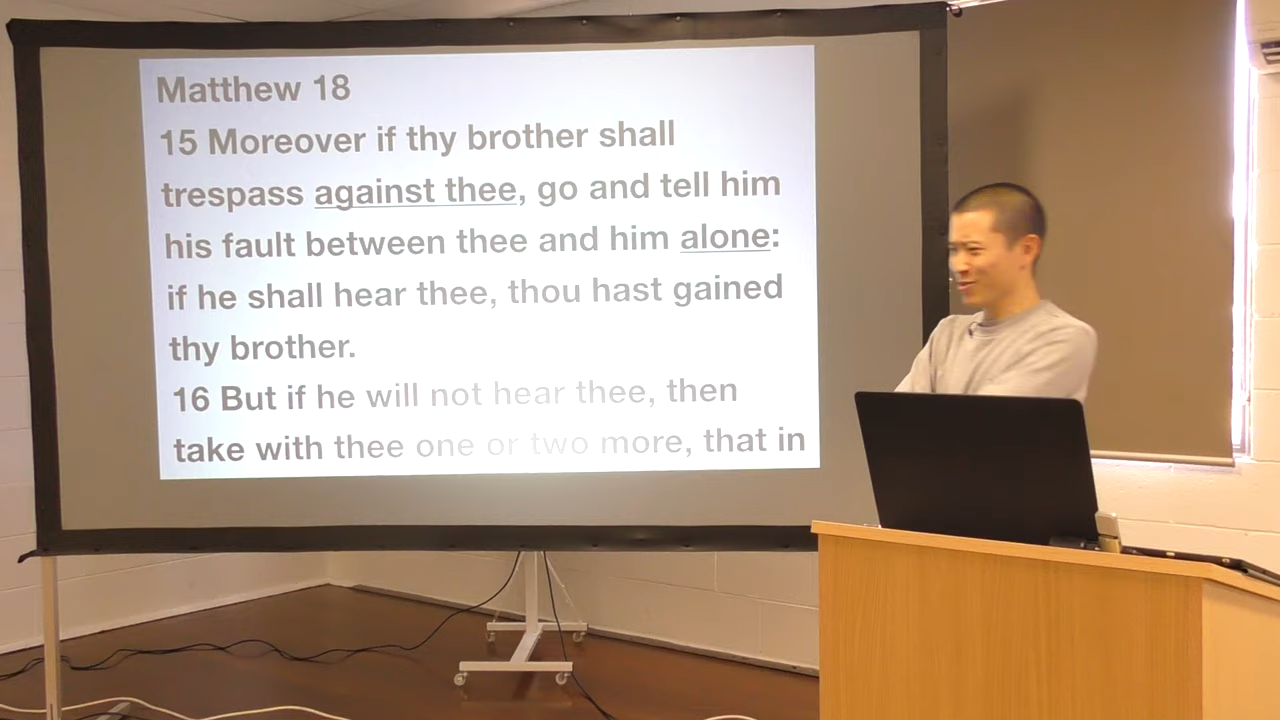 Matthew 18
15 Moreover if thy brother shall
trespass against thee, go and tell him
his fault between thee and him alone:
if he shall hear thee, thou hast gained
thy brother.
16 But if he will not hear thee, then
take with thee one or two more, that in